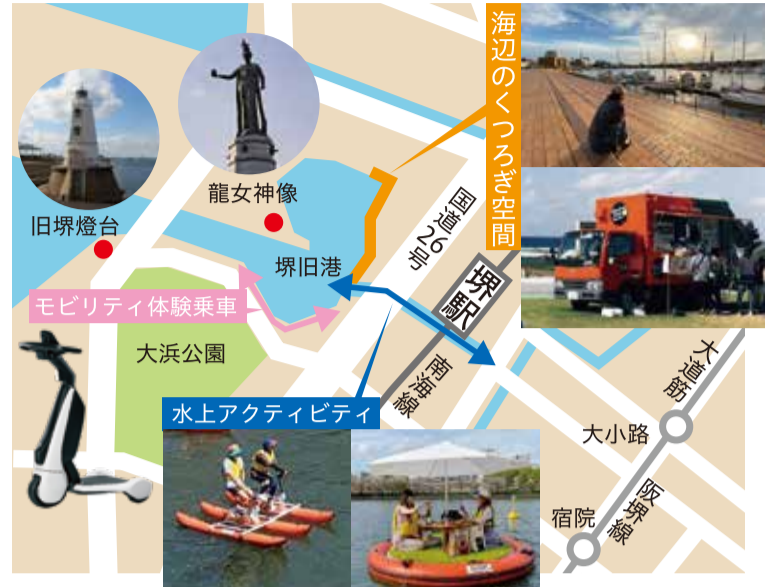 海辺のくつろぎ空間
龍女神像
旧堺燈台
国道26号
堺旧港
堺駅
モビリティ体験乗車
大浜公園
南海線
大道筋
水上アクティビティ
大小路
阪堺線
宿院